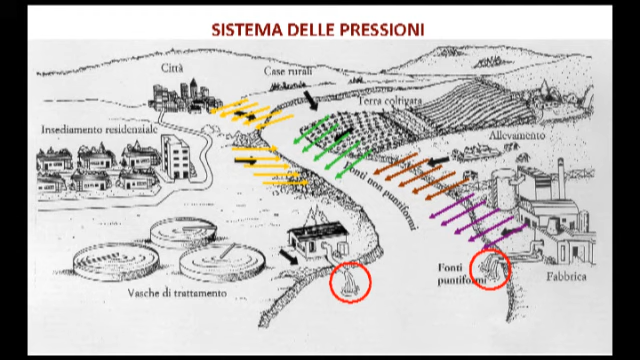 SISTEMA DELLE PRESSIONI
Città
Case rurali
Terra coltivata
Insediamento residenziale
Allevamento
Fonti non puntiformi
Fonti
puntiformi
Fabbrica
Vasche di trattamento